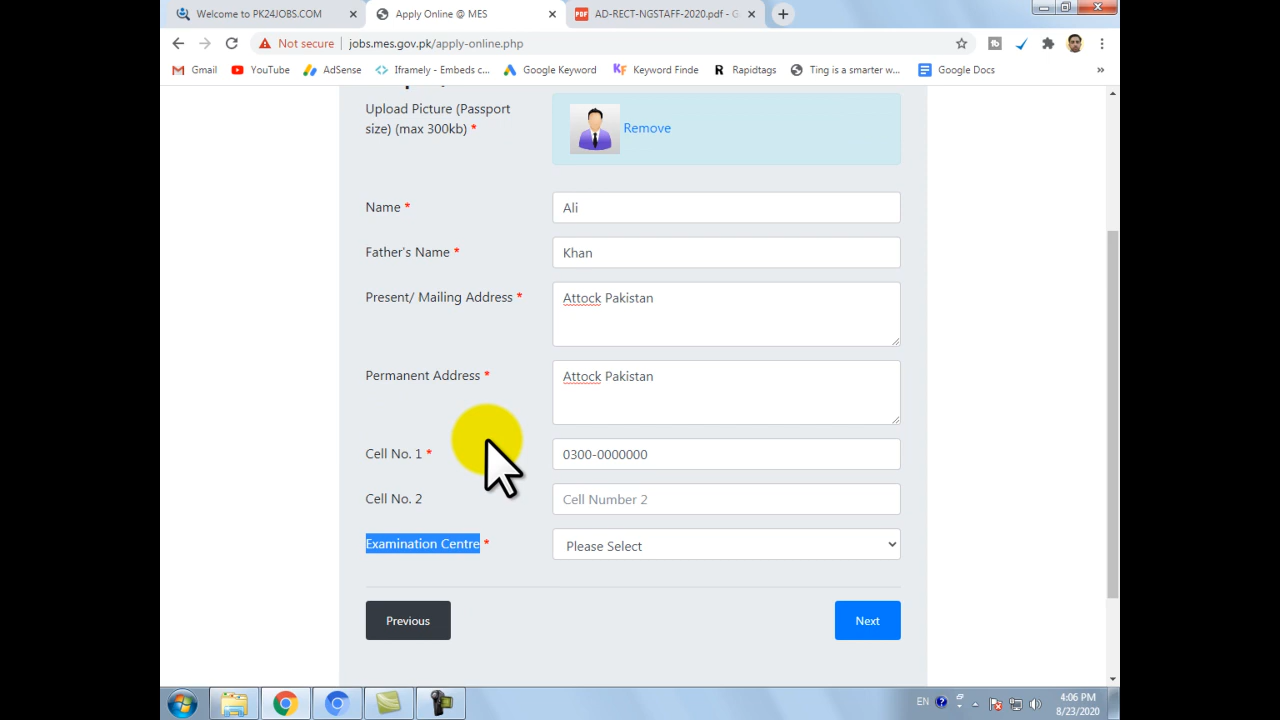 Welcome to PK24JOBS.COM
Apply Online @ MES
AD-RECT-NGSTAFF-2020.pdf - G
Not secure
jobs.mes.gov.pk/apply-online.php
Gmail
YouTube
AdSense
Iframely - Embeds c...
Google Keyword
Keyword Finde
Rapidtags
Ting is a smarter w...
Google Docs
»
Upload Picture (Passport
size) (max 300kb) *
Remove
Name *
Ali
Father's Name *
Khan
Present/ Mailing Address *
Attock Pakistan
Permanent Address *
Attock Pakistan
Cell No. 1 *
0300-0000000
Cell No. 2
Cell Number 2
Examination Centre *
Please Select
Previous
Next
EN
4:06 PM
8/23/2020